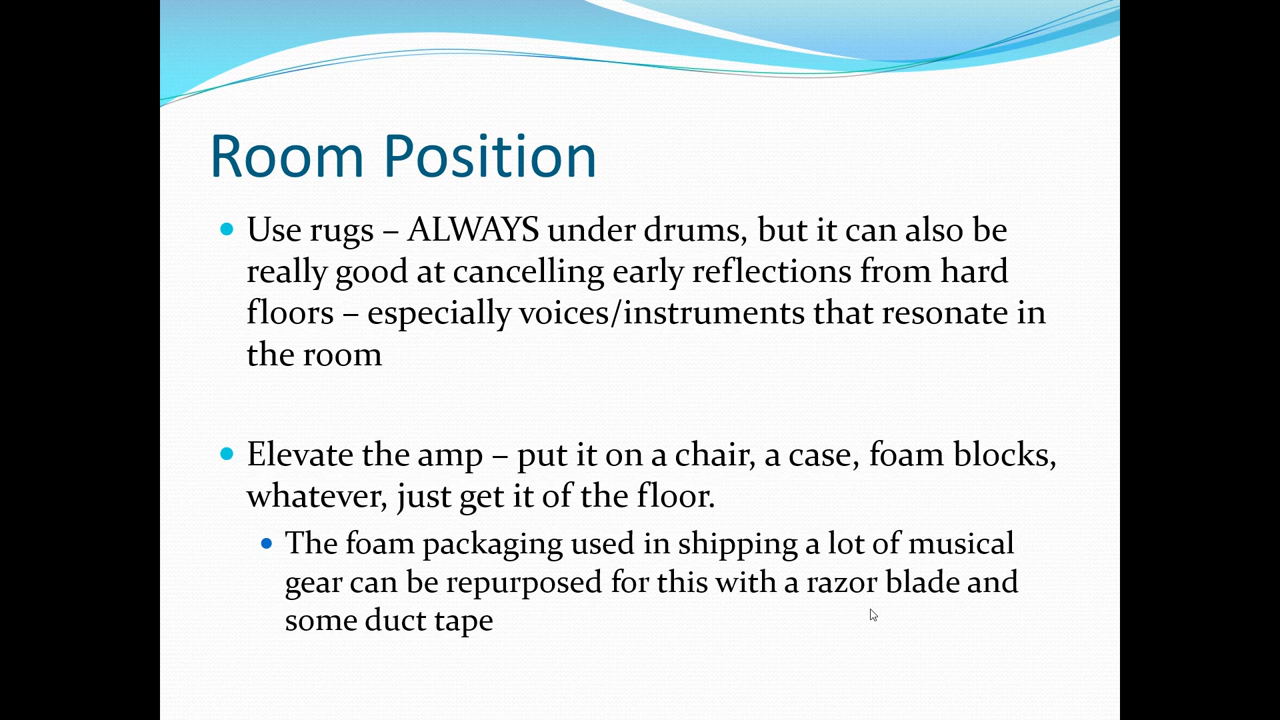 Room Position
Use rugs – ALWAYS under drums, but it can also be
really good at cancelling early reflections from hard
floors – especially voices/instruments that resonate in
the room
Elevate the amp – put it on a chair, a case, foam blocks,
whatever, just get it of the floor.
The foam packaging used in shipping a lot of musical
gear can be repurposed for this with a razor blade and
some duct tape